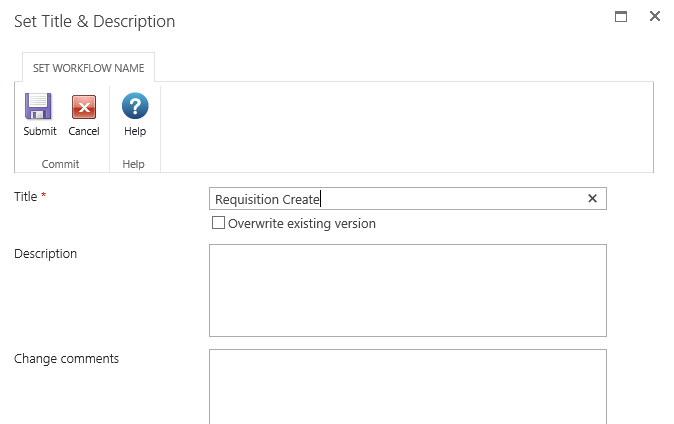 Set Title & Description
SET WORKFLOW NAME
Submit Cancel Help
Commit Help
Title *
Requisition Create
Overwrite existing version
Description
Change comments